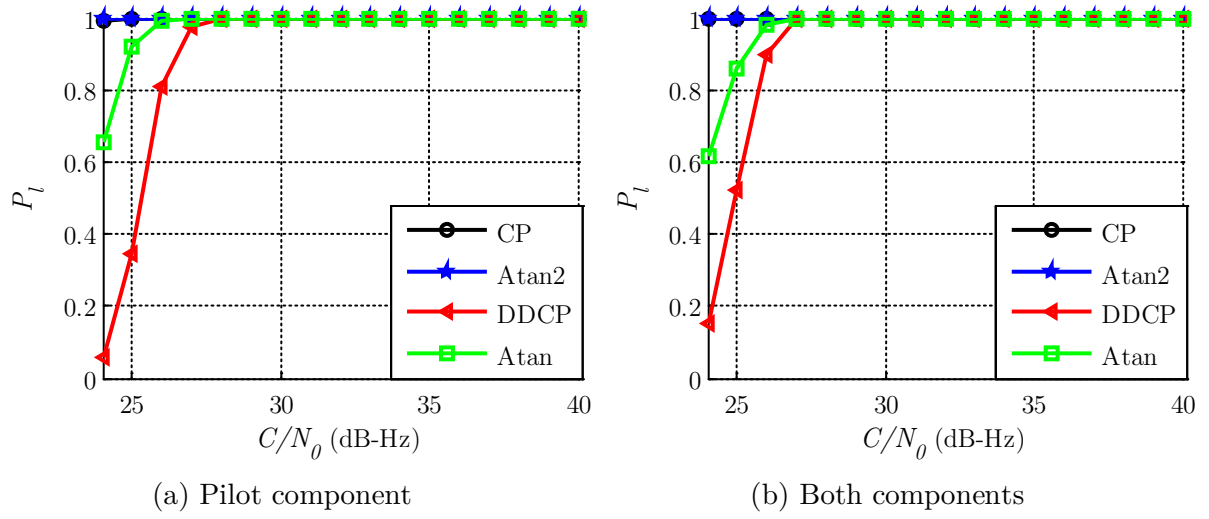 1
0.8
0.6
0.4
0.2
0
P_l
CP
Atan2
DDCP
Atan
25
30
35
40
C/N_0 (dB-Hz)
(a) Pilot component
1
0.8
0.6
0.4
0.2
0
P_l
CP
Atan2
DDCP
Atan
25
30
35
40
C/N_0 (dB-Hz)
(b) Both components